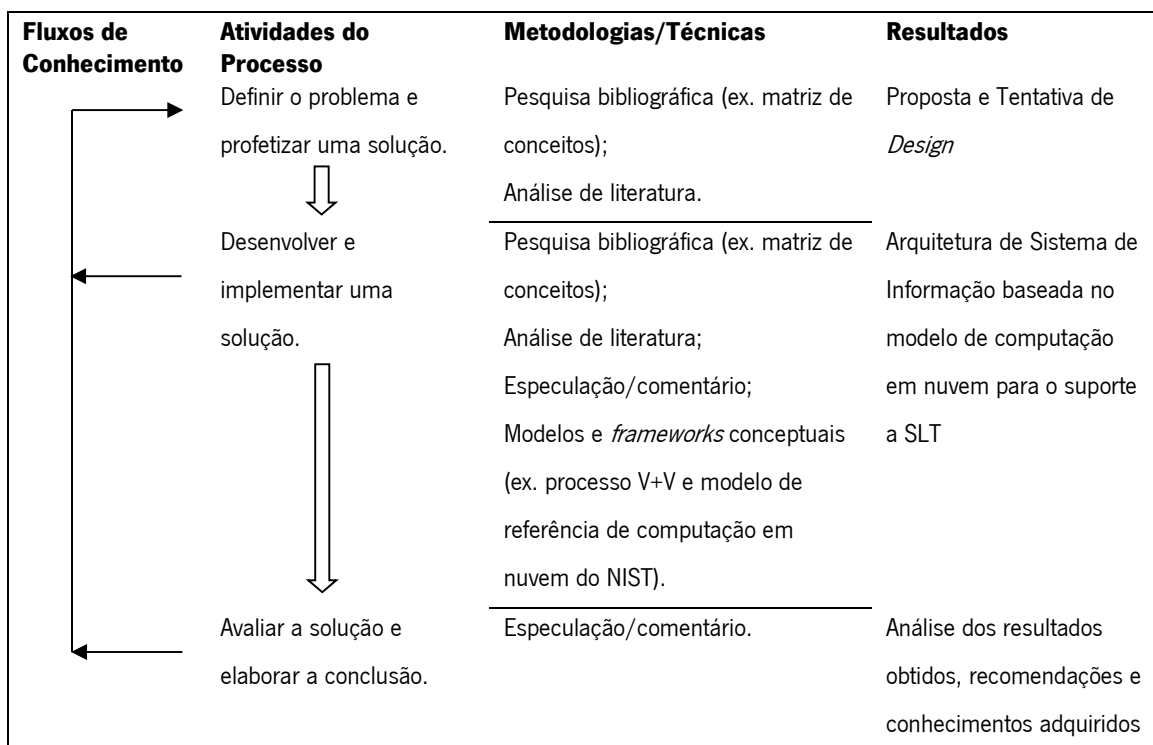 Fluxos de Conhecimento
Atividades do Processo
Metodologias/Técnicas
Resultados
Definir o problema e
profetizar uma solução.
Pesquisa bibliográfica (ex. matriz de
conceitos);
Análise de literatura.
Proposta e Tentativa de
Design
Desenvolver e
implementar uma
solução.
Pesquisa bibliográfica (ex. matriz de
conceitos);
Análise de literatura;
Especulação/comentário;
Modelos e frameworks conceptuais
(ex. processo V+V e modelo de
referência de computação em
nuvem do NIST).
Arquitetura de Sistema de
Informação baseada no
modelo de computação
em nuvem para o suporte
a SLT
Avaliar a solução e
elaborar a conclusão.
Especulação/comentário.
Análise dos resultados
obtidos, recomendações e
conhecimentos adquiridos